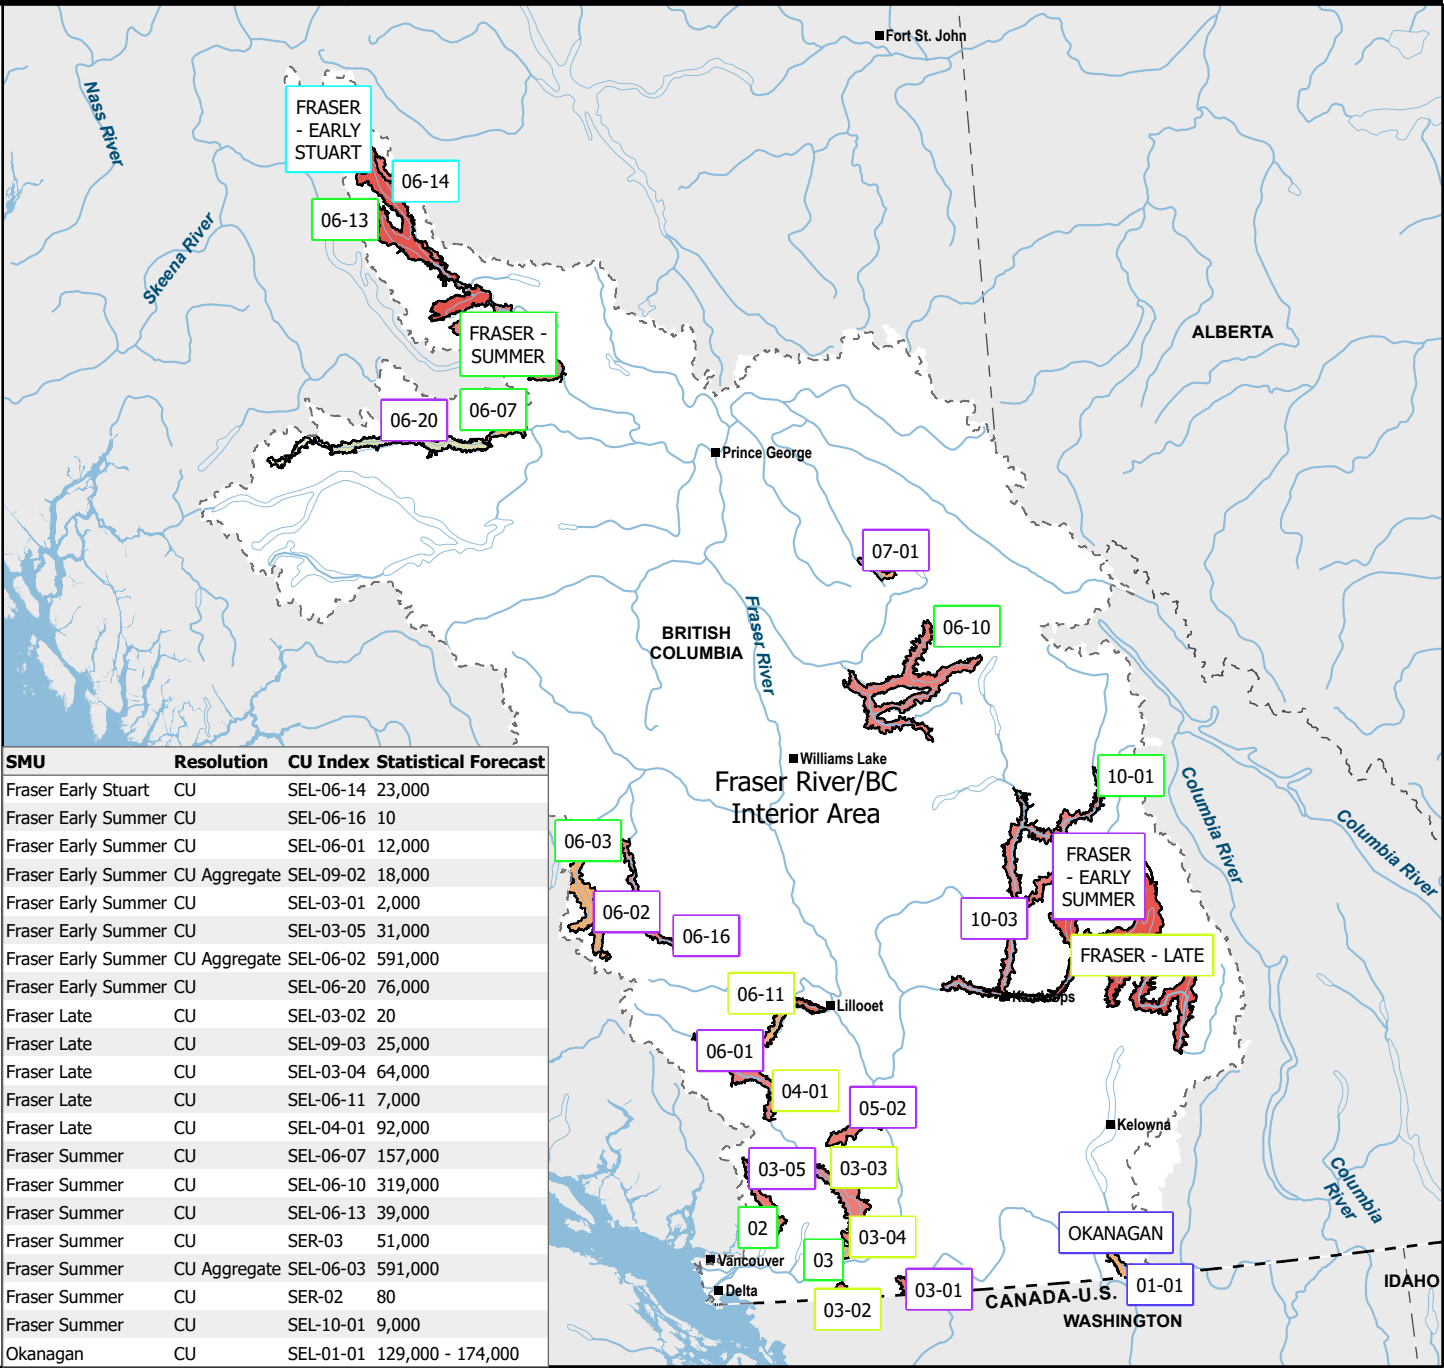 Fort St. John
Nass River
FRASER
- EARLY
STUART
06-14
06-13
Skeena River
FRASER -
SUMMER
ALBERTA
06-20
06-07
Prince George
07-01
Fraser River
BRITISH
COLUMBIA
06-10
Williams Lake
Fraser River/BC
Interior Area
10-01
Columbia River
Columbia River
06-03
FRASER
- EARLY
SUMMER
06-02
10-03
06-16
FRASER - LATE
06-11
Lillooet
Kamloops
06-01
04-01
05-02
Kelowna
03-05
03-03
Columbia
River
02
03-04
OKANAGAN
03
Vancouver
Delta
03-02
03-01
CANADA-U.S.
01-01
IDAHO
WASHINGTON
SMU Resolution CU Index Statistical Forecast
Fraser Early Stuart CU SEL-06-14 23,000
Fraser Early Summer CU SEL-06-16 10
Fraser Early Summer CU SEL-06-01 12,000
Fraser Early Summer CU Aggregate SEL-09-02 18,000
Fraser Early Summer CU SEL-03-01 2,000
Fraser Early Summer CU SEL-03-05 31,000
Fraser Early Summer CU Aggregate SEL-06-02 591,000
Fraser Early Summer CU SEL-06-20 76,000
Fraser Late CU SEL-03-02 20
Fraser Late CU SEL-09-03 25,000
Fraser Late CU SEL-03-04 64,000
Fraser Late CU SEL-06-11 7,000
Fraser Late CU SEL-04-01 92,000
Fraser Summer CU SEL-06-07 157,000
Fraser Summer CU SEL-06-10 319,000
Fraser Summer CU SEL-06-13 39,000
Fraser Summer CU SER-03 51,000
Fraser Summer CU Aggregate SEL-06-03 591,000
Fraser Summer CU SER-02 80
Fraser Summer CU SEL-10-01 9,000
Okanagan CU SEL-01-01 129,000 - 174,000